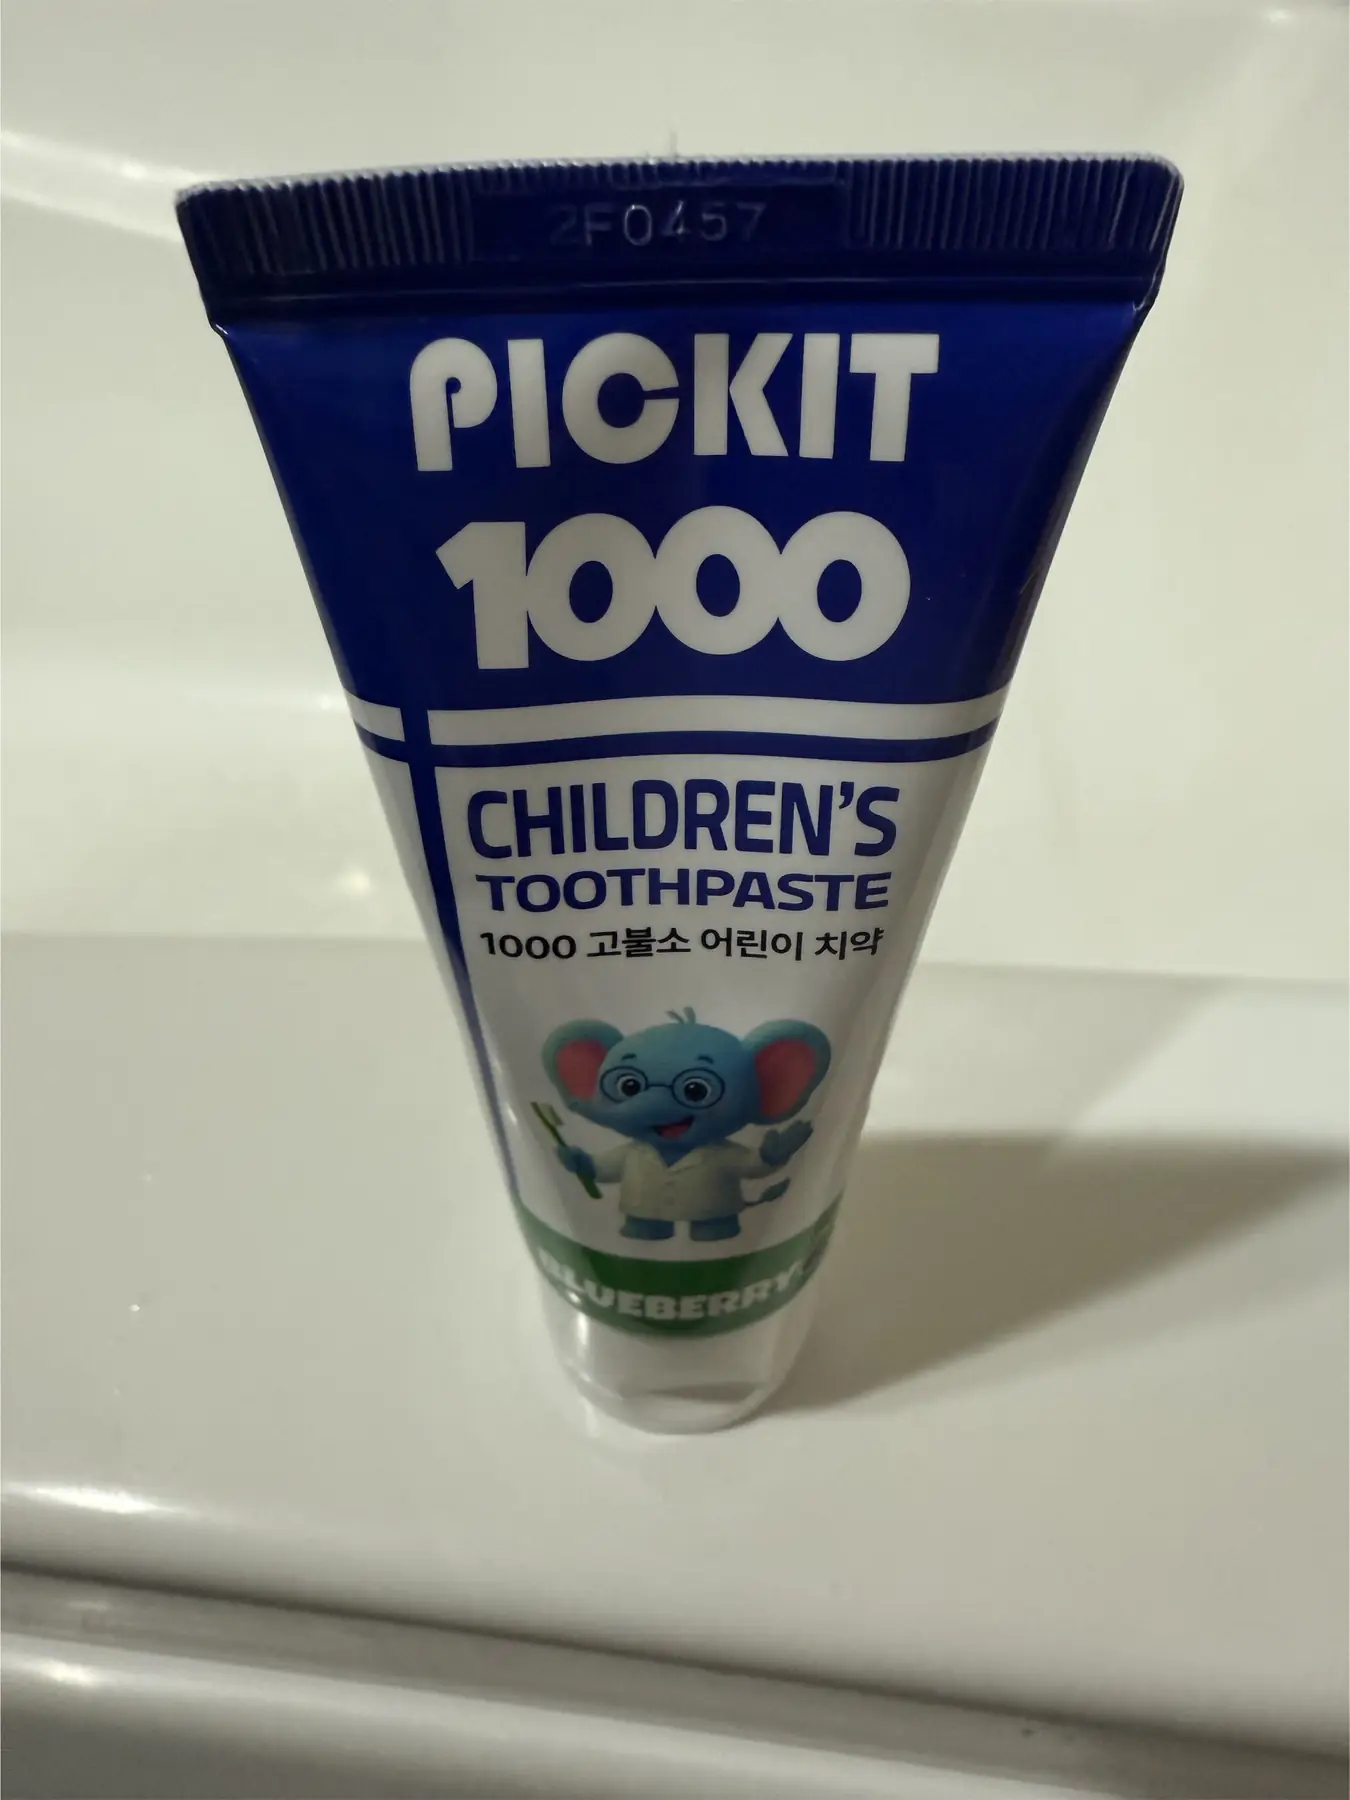 2F0457
PICKIT
1000
CHILDREN'S
TOOTHPASTE
1000 고불소 어린이 치약
BLUEBERRY